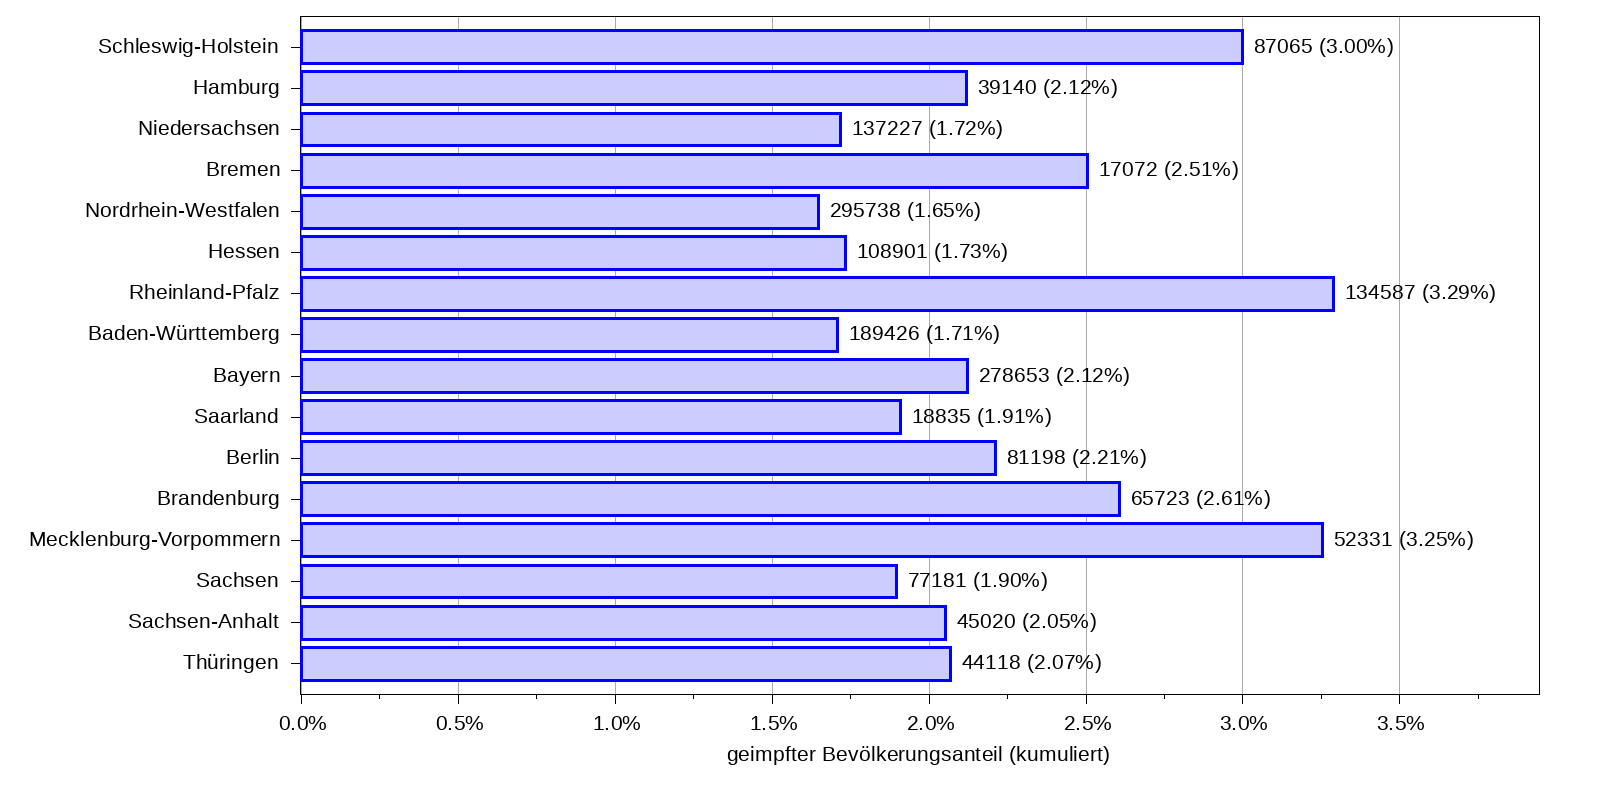 Schleswig-Holstein 87065 (3.00%)
Hamburg 39140 (2.12%)
Niedersachsen 137227 (1.72%)
Bremen 17072 (2.51%)
Nordrhein-Westfalen 295738 (1.65%)
Hessen 108901 (1.73%)
Rheinland-Pfalz 134587 (3.29%)
Baden-Württemberg 189426 (1.71%)
Bayern 278653 (2.12%)
Saarland 18835 (1.91%)
Berlin 81198 (2.21%)
Brandenburg 65723 (2.61%)
Mecklenburg-Vorpommern 52331 (3.25%)
Sachsen 77181 (1.90%)
Sachsen-Anhalt 45020 (2.05%)
Thüringen 44118 (2.07%)
0.0% 0.5% 1.0% 1.5% 2.0% 2.5% 3.0% 3.5%
geimpfter Bevölkerungsanteil (kumuliert)